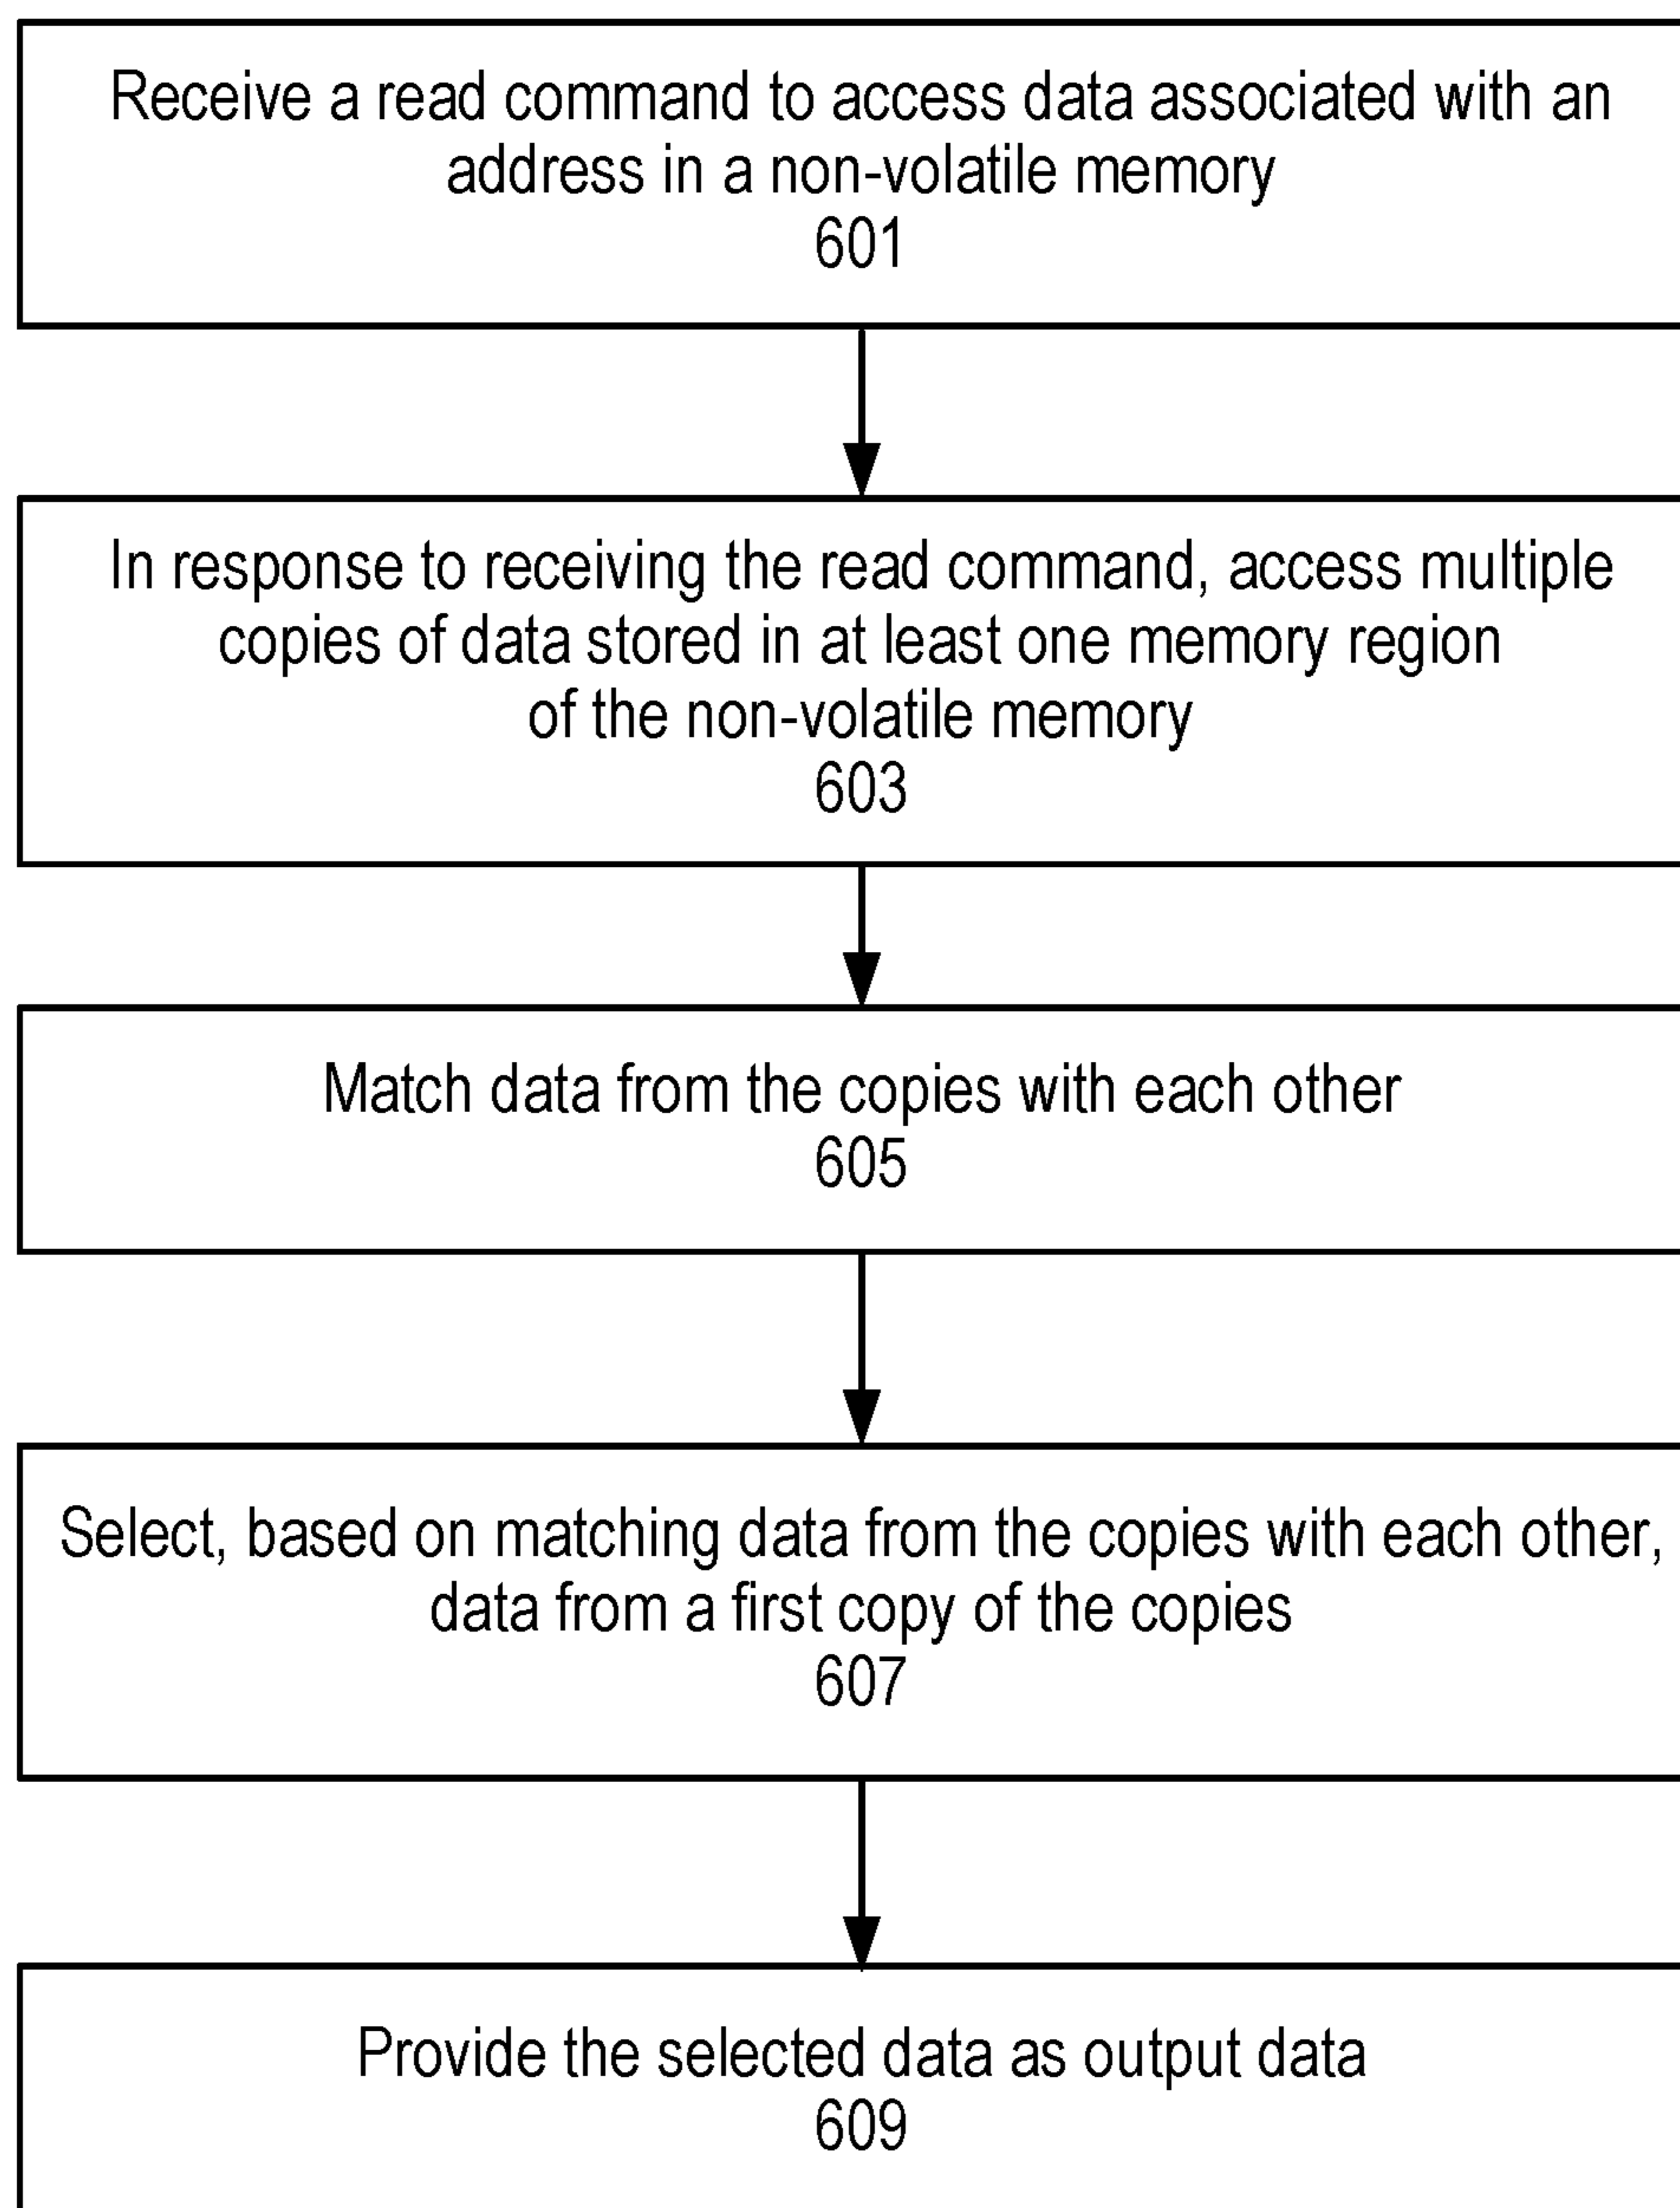 Receive a read command to access data associated with an
address in a non-volatile memory
601
In response to receiving the read command, access multiple
copies of data stored in at least one memory region
of the non-volatile memory
603
Match data from the copies with each other
605
Select, based on matching data from the copies with each other,
data from a first copy of the copies
607
Provide the selected data as output data
609